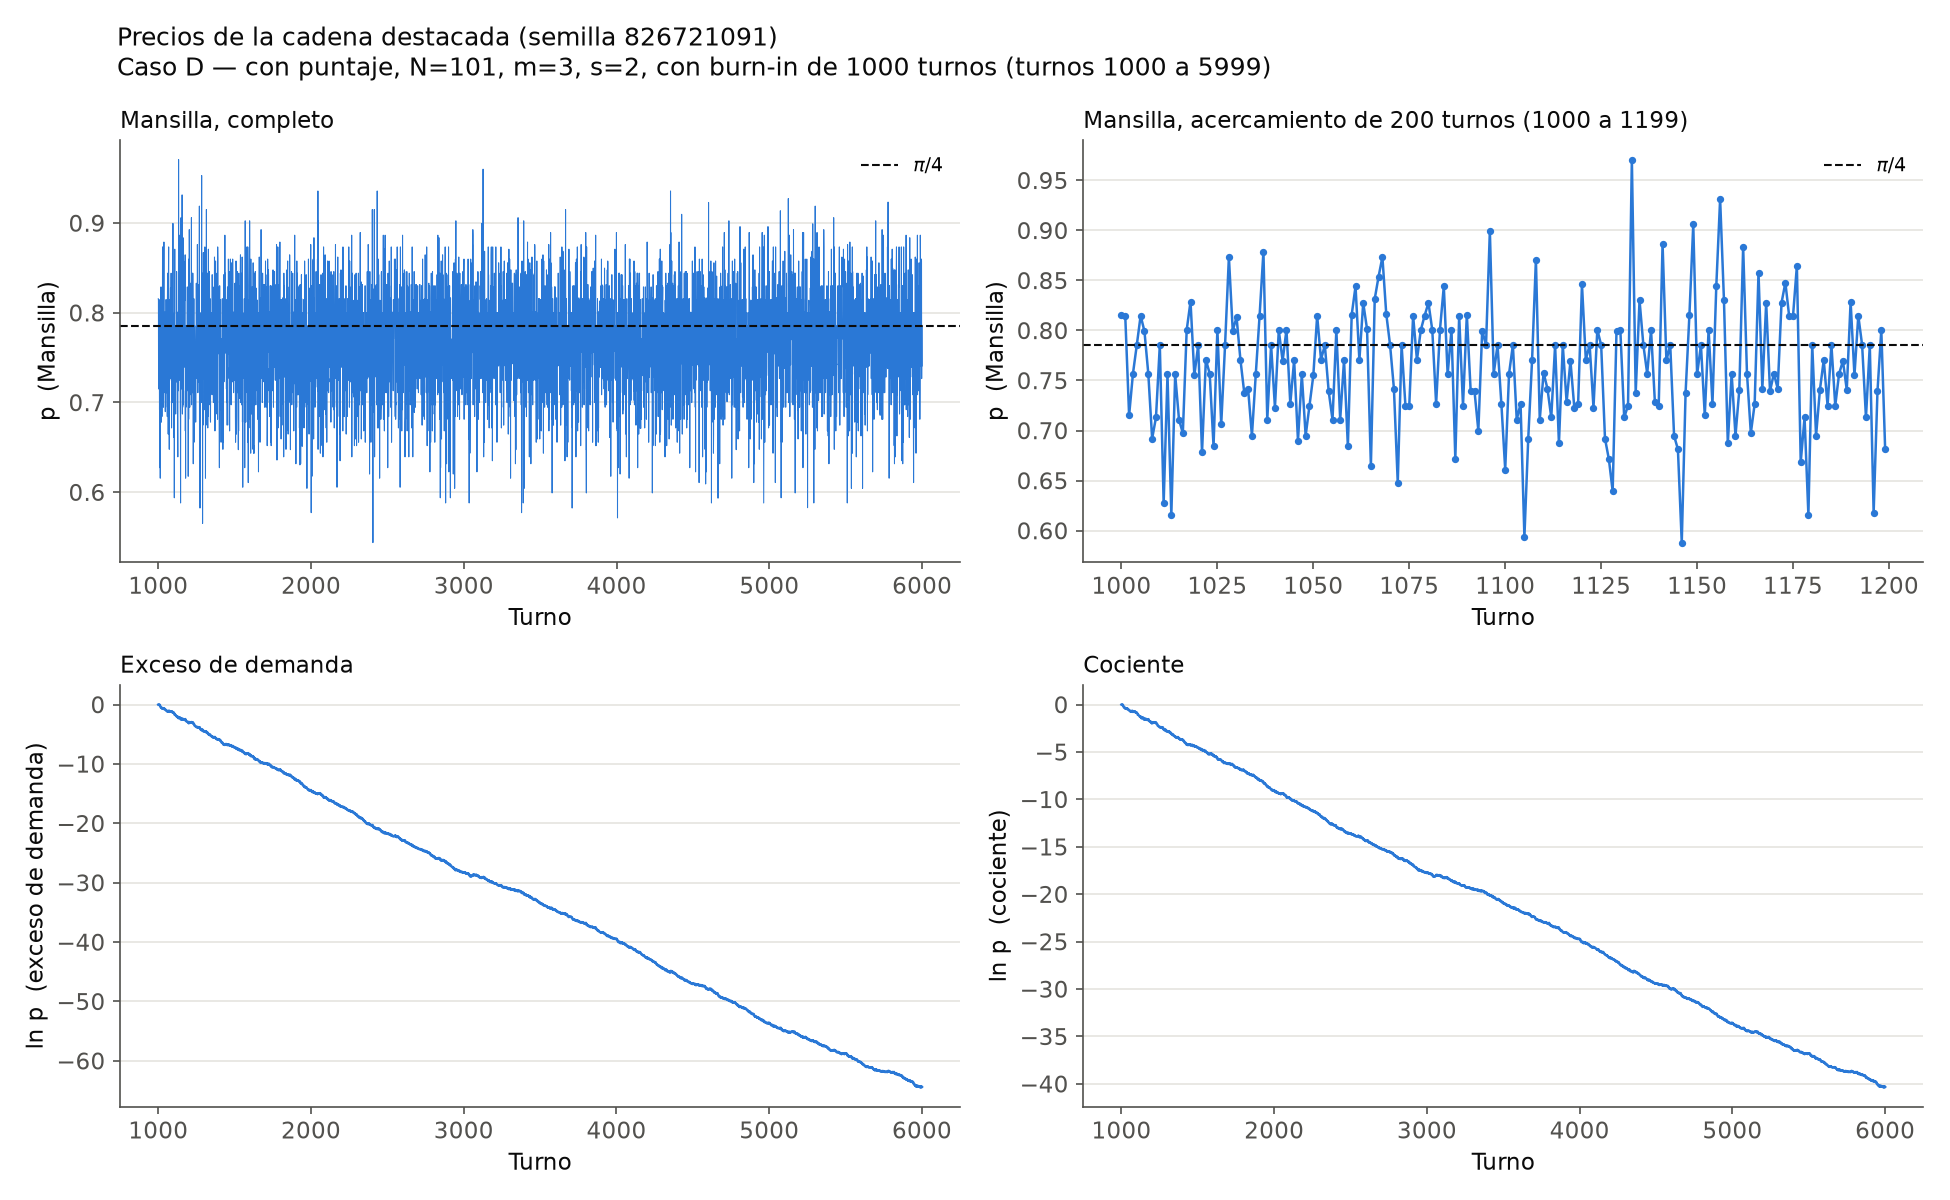 Precios de la cadena destacada (semilla 826721091)
Caso D — con puntaje, N=101, m=3, s=2, con burn-in de 1000 turnos (turnos 1000 a 5999)
Mansilla, completo
π/4
0.9
0.8
0.7
0.6
p (Mansilla)
1000 2000 3000 4000 5000 6000
Turno
Mansilla, acercamiento de 200 turnos (1000 a 1199)
π/4
0.95
0.90
0.85
0.80
0.75
0.70
0.65
0.60
p (Mansilla)
1000 1025 1050 1075 1100 1125 1150 1175 1200
Turno
Exceso de demanda
0
−10
−20
−30
−40
−50
−60
ln p (exceso de demanda)
1000 2000 3000 4000 5000 6000
Turno
Cociente
0
−5
−10
−15
−20
−25
−30
−35
−40
ln p (cociente)
1000 2000 3000 4000 5000 6000
Turno